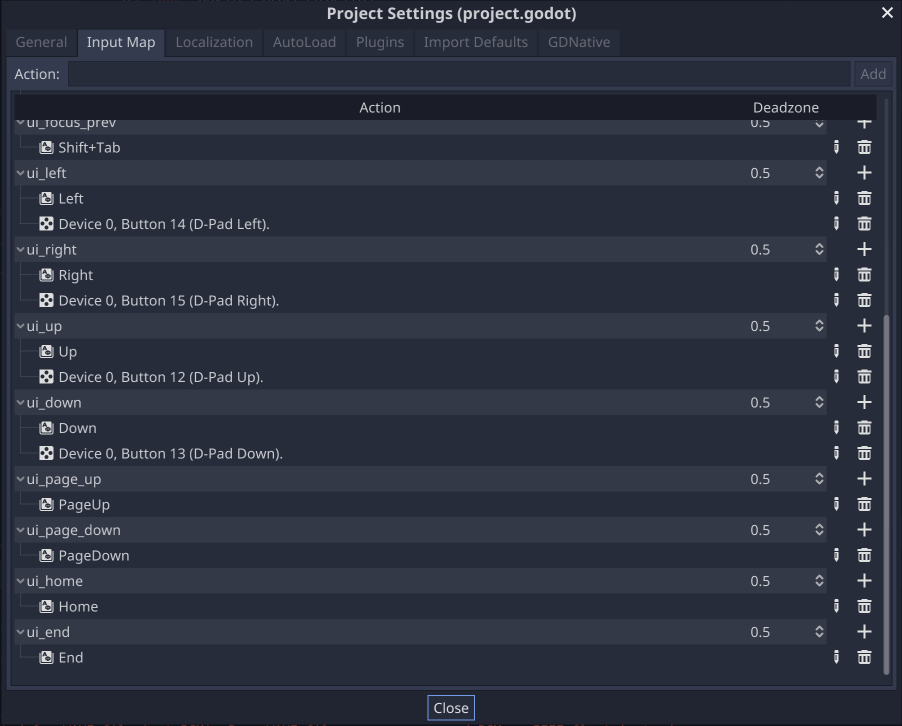 Project Settings (project.godot)
General Input Map Localization AutoLoad Plugins Import Defaults GDNative
Action: Add
Action Deadzone
ui_focus_prev 0.5
Shift+Tab
ui_left 0.5
Left
Device 0, Button 14 (D-Pad Left).
ui_right 0.5
Right
Device 0, Button 15 (D-Pad Right).
ui_up 0.5
Up
Device 0, Button 12 (D-Pad Up).
ui_down 0.5
Down
Device 0, Button 13 (D-Pad Down).
ui_page_up 0.5
PageUp
ui_page_down 0.5
PageDown
ui_home 0.5
Home
ui_end 0.5
End
Close